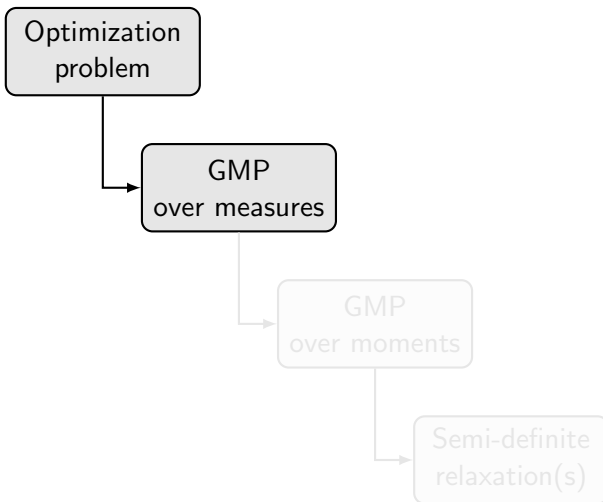 Optimization
problem
GMP
over measures
GMP
over moments
Semi-definite
relaxation(s)